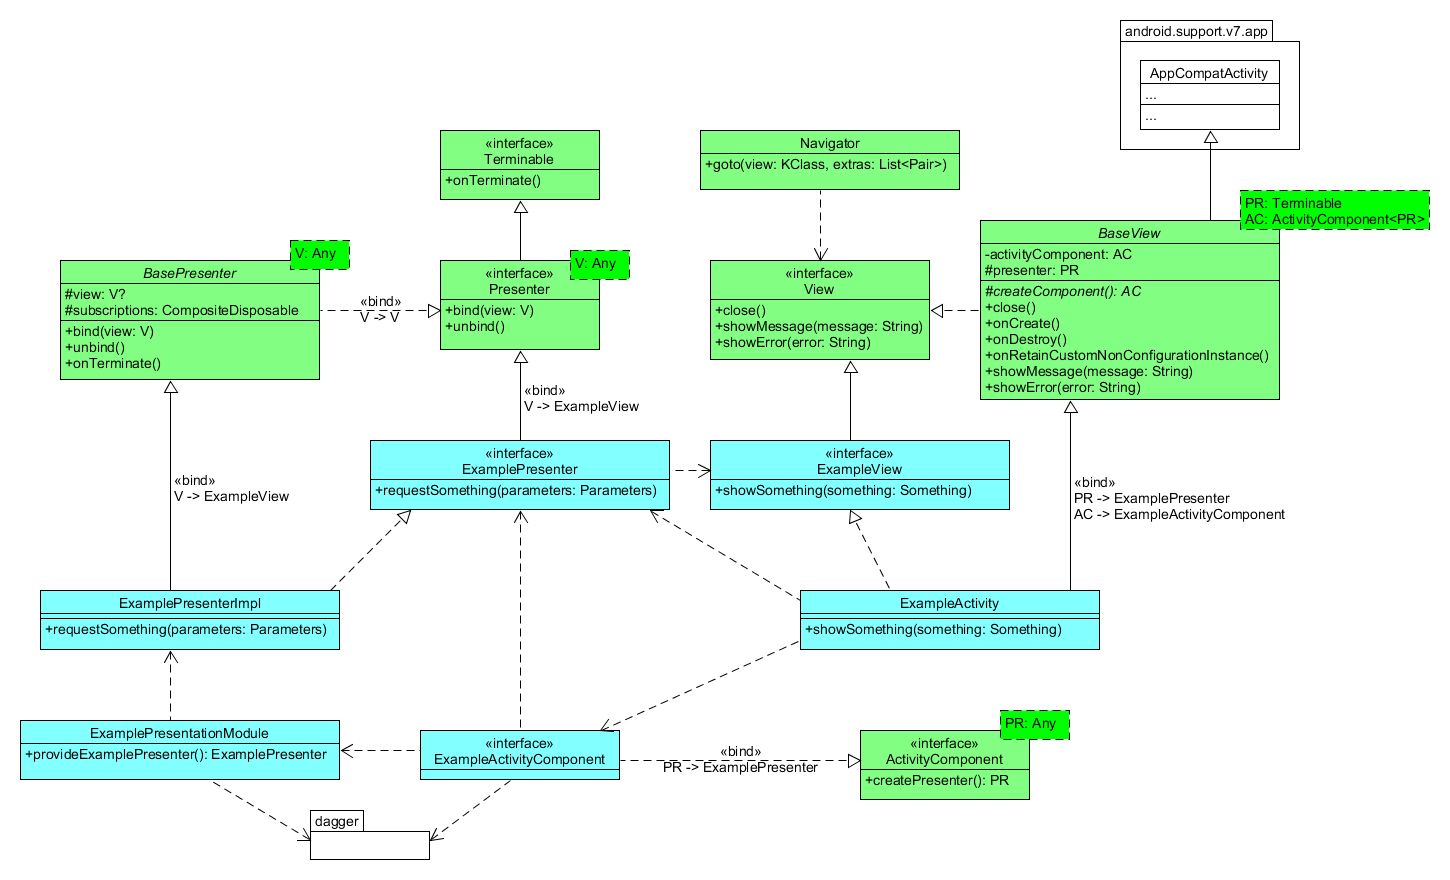 android.support.v7.app
AppCompatActivity
...
...
«interface»
Terminable
+onTerminate()
Navigator
+goto(view: KClass, extras: List<Pair>)
PR: Terminable
AC: ActivityComponent<PR>
BaseView
-activityComponent: AC
#presenter: PR
#createComponent(): AC
+close()
+onCreate()
+onDestroy()
+onRetainCustomNonConfigurationInstance()
+showMessage(message: String)
+showError(error: String)
V: Any
BasePresenter
#view: V?
#subscriptions: CompositeDisposable
+bind(view: V)
+unbind()
+onTerminate()
«bind»
V -> V
V: Any
«interface»
Presenter
+bind(view: V)
+unbind()
«interface»
View
+close()
+showMessage(message: String)
+showError(error: String)
«bind»
V -> ExampleView
«bind»
V -> ExampleView
«interface»
ExamplePresenter
+requestSomething(parameters: Parameters)
«interface»
ExampleView
+showSomething(something: Something)
«bind»
PR -> ExamplePresenter
AC -> ExampleActivityComponent
ExamplePresenterImpl
+requestSomething(parameters: Parameters)
ExampleActivity
+showSomething(something: Something)
ExamplePresentationModule
+provideExamplePresenter(): ExamplePresenter
«interface»
ExampleActivityComponent
«bind»
PR -> ExamplePresenter
PR: Any
«interface»
ActivityComponent
+createPresenter(): PR
dagger